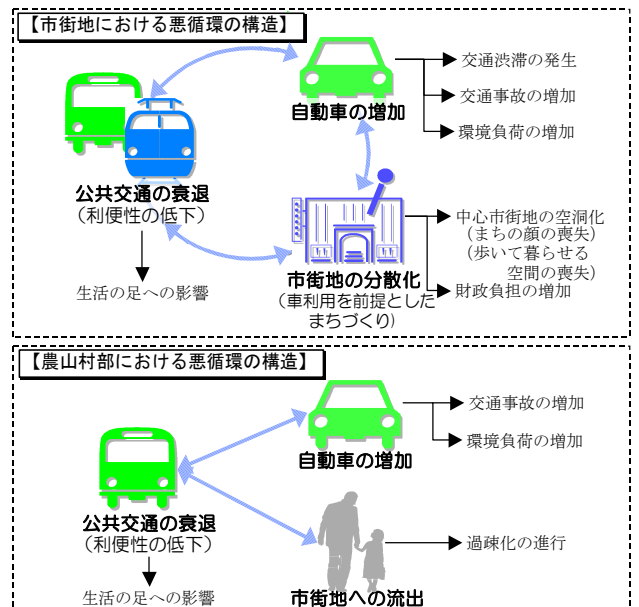 【市街地における悪循環の構造】
自動車の増加
交通渋滞の発生
交通事故の増加
環境負荷の増加
公共交通の衰退
（利便性の低下）
生活の足への影響
市街地の分散化
（車利用を前提とした
まちづくり）
中心市街地の空洞化
（まちの顔の喪失）
（歩いて暮らせる
空間の喪失）
財政負担の増加
【農山村部における悪循環の構造】
自動車の増加
交通事故の増加
環境負荷の増加
公共交通の衰退
（利便性の低下）
生活の足への影響
市街地への流出
過疎化の進行